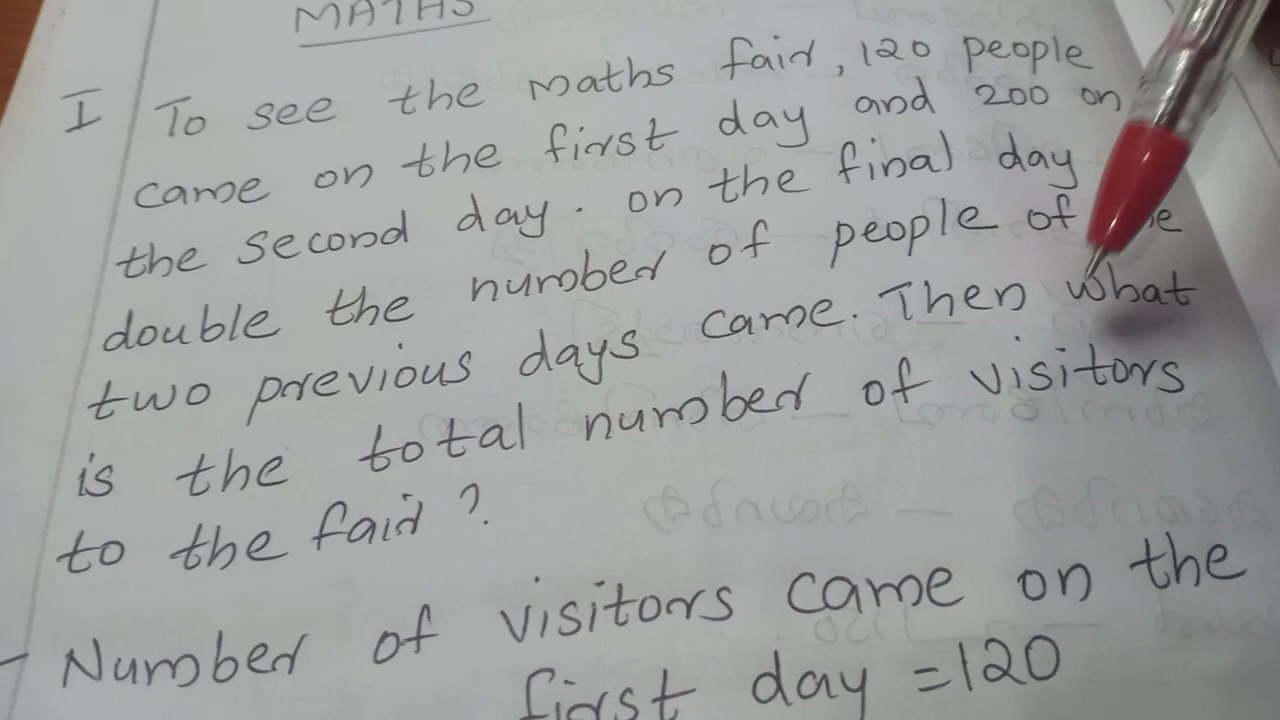 MATHS
I To see the maths fair, 120 people
came on the first day and 200 on
the second day. on the final day
double the number of people of
two previous days came. Then what
is the total number of visitors
to the fair?
Number of visitors came on the
first day = 120